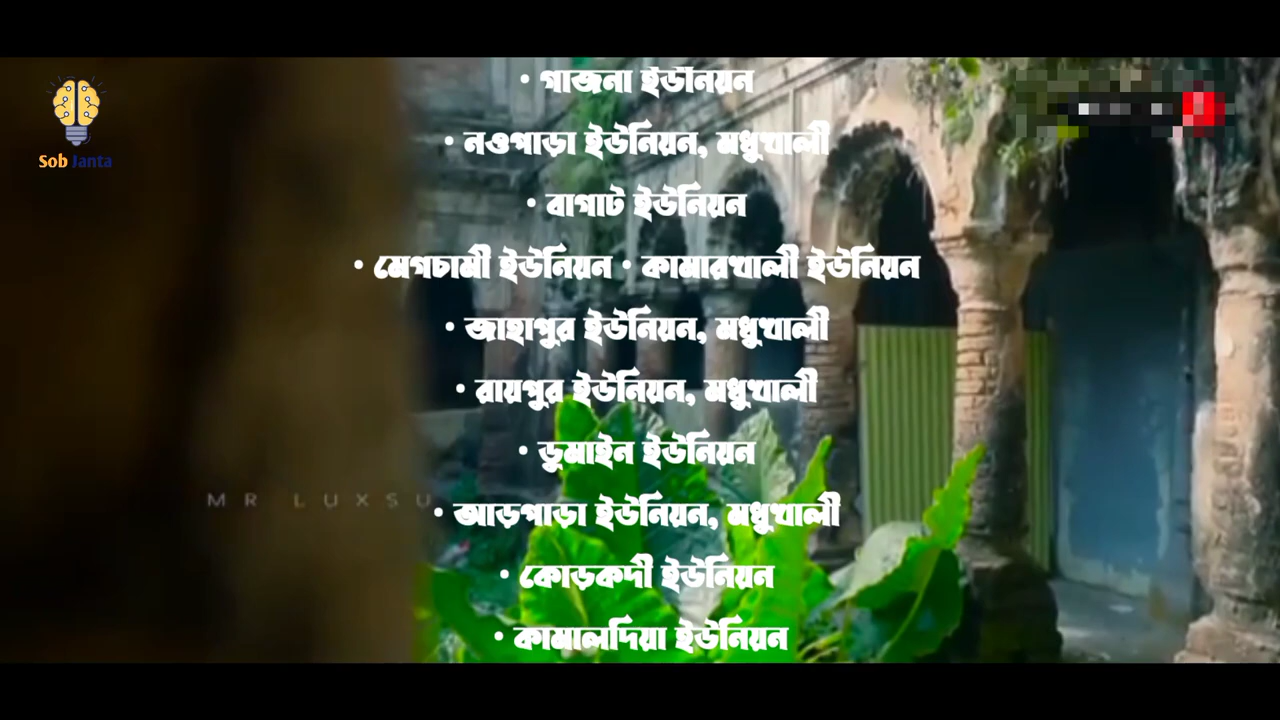 Sob Janta
• গাজনা ইউনিয়ন
• নওপাড়া ইউনিয়ন, মধুখালী
• বাগাট ইউনিয়ন
• মেগচামী ইউনিয়ন • কামারখালী ইউনিয়ন
• জাহাপুর ইউনিয়ন, মধুখালী
• রায়পুর ইউনিয়ন, মধুখালী
• ডুমাইন ইউনিয়ন
MR LUXSU
• আড়পাড়া ইউনিয়ন, মধুখালী
• কোড়কদী ইউনিয়ন
• কামালদিয়া ইউনিয়ন